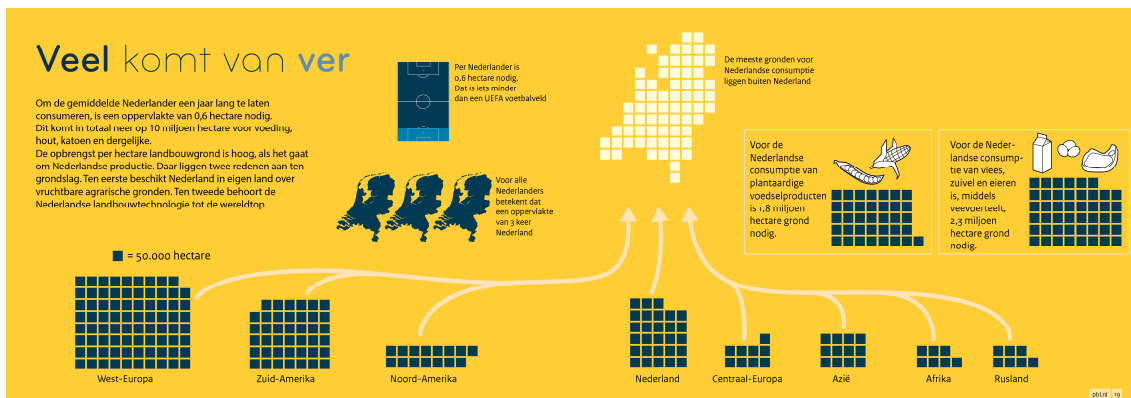 Veel komt van ver
Om de gemiddelde Nederlander een jaar lang te laten
consumeren, is een oppervlakte van 0,6 hectare nodig.
Dit komt in totaal neer op 10 miljoen hectare voor voeding,
hout, katoen en dergelijke.
De opbrengst per hectare landbouwgrond is hoog, als het gaat
om Nederlandse productie. Daar liggen twee redenen aan ten
grondslag. Ten eerste beschikt Nederland in eigen land over
vruchtbare agrarische gronden. Ten tweede behoort de
Nederlandse landbouwtechnologie tot de wereldtop.
Per Nederlander is
0,6 hectare nodig.
Dat is iets minder
dan een UEFA voetbalveld
Voor alle
Nederlanders
betekent dat
een oppervlakte
van 3 keer
Nederland
De meeste gronden voor
Nederlandse consumptie
liggen buiten Nederland
Voor de
Nederlandse
consumptie van
plantaardige
voedselproducten
is 1,8 miljoen
hectare grond
nodig.
Voor de Neder-
landse consump-
tie van vlees,
zuivel en eieren
is, middels
veevoerteelt,
2,3 miljoen
hectare grond
nodig.
= 50.000 hectare
West-Europa
Zuid-Amerika
Noord-Amerika
Nederland
Centraal-Europa
Azië
Afrika
Rusland
pbl.nl 19